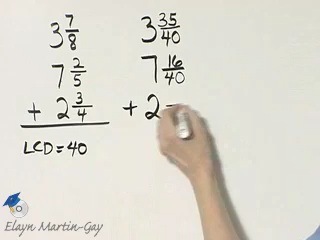 3 7/8 3 35/40
7 2/5 7 16/40
+ 2 3/4 + 2
LCD = 40
Elayn Martin-Gay